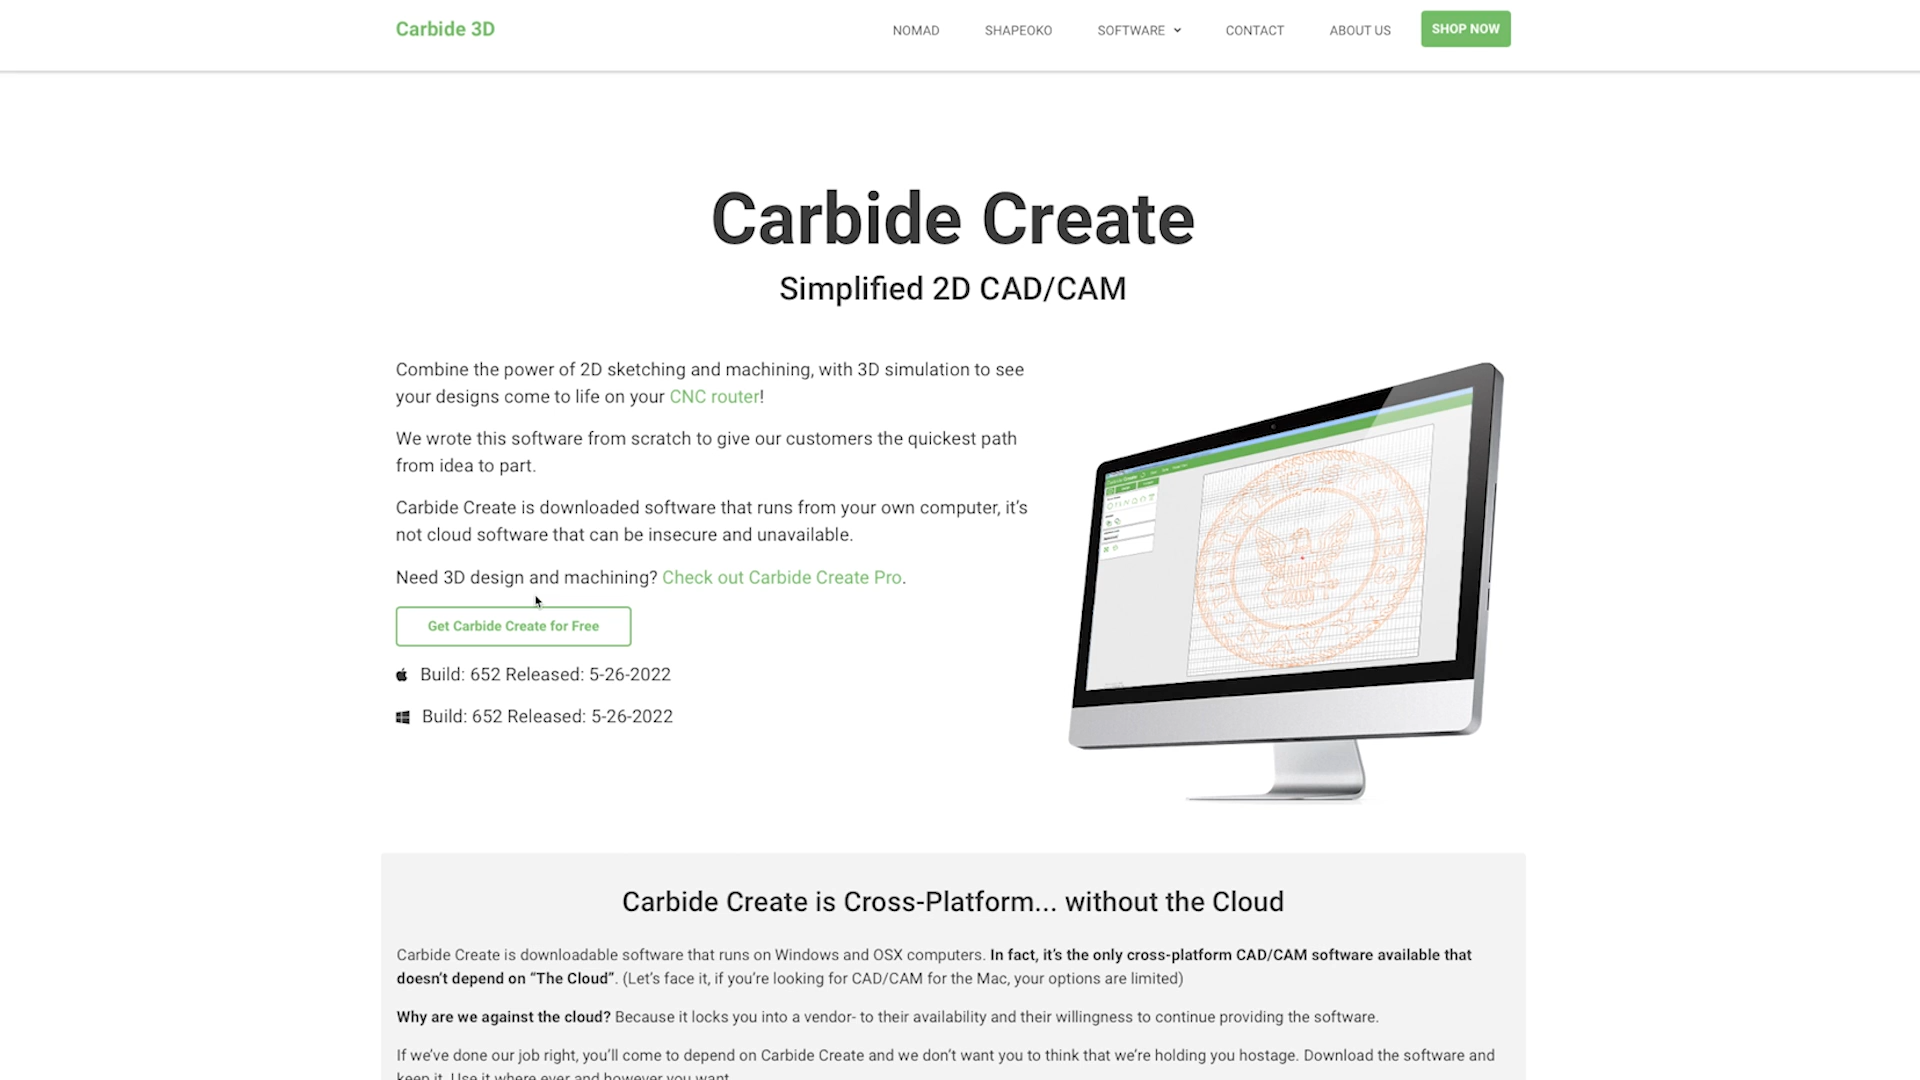 Carbide 3D
NOMAD
SHAPEOKO
SOFTWARE
CONTACT
ABOUT US
SHOP NOW
Carbide Create
Simplified 2D CAD/CAM
Combine the power of 2D sketching and machining, with 3D simulation to see
your designs come to life on your CNC router!
We wrote this software from scratch to give our customers the quickest path
from idea to part.
Carbide Create is downloaded software that runs from your own computer, it’s
not cloud software that can be insecure and unavailable.
Need 3D design and machining? Check out Carbide Create Pro.
Get Carbide Create for Free
Build: 652 Released: 5-26-2022
Build: 652 Released: 5-26-2022
Carbide Create is Cross-Platform... without the Cloud
Carbide Create is downloadable software that runs on Windows and OSX computers. In fact, it’s the only cross-platform CAD/CAM software available that
doesn’t depend on “The Cloud”. (Let’s face it, if you’re looking for CAD/CAM for the Mac, your options are limited)
Why are we against the cloud? Because it locks you into a vendor- to their availability and their willingness to continue providing the software.
If we’ve done our job right, you’ll come to depend on Carbide Create and we don’t want you to think that we’re holding you hostage. Download the software and
keep it. Use it where ever and however you want.